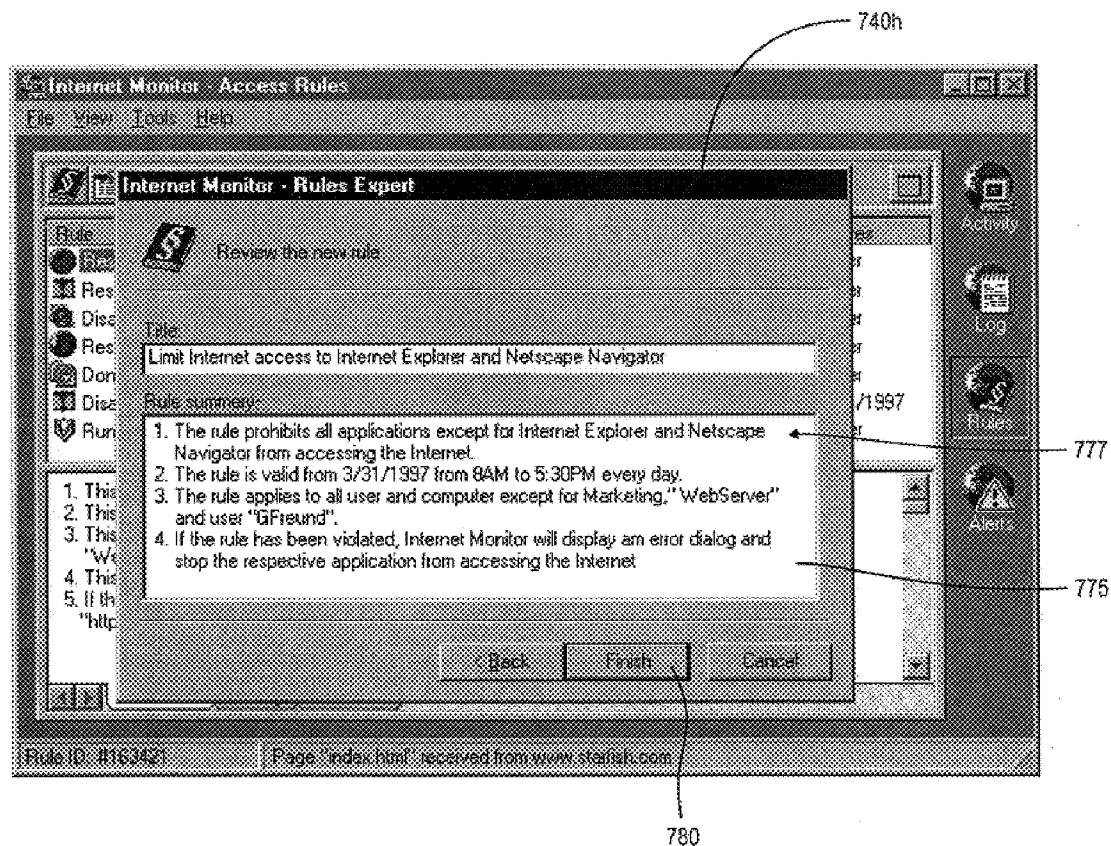 740h
Internet Monitor - Access Rules
File View Tools Help
Internet Monitor - Rules Expert
Activity
Rule
Review the new rule
Res
Disa
Log
Res
Title:
Limit Internet access to Internet Explorer and Netscape Navigator
Don
Disa
Rule summary:
/1997
Rules
Run
1. The rule prohibits all applications except for Internet Explorer and Netscape
Navigator from accessing the Internet.
777
2. The rule is valid from 3/31/1997 from 8AM to 5:30PM every day.
3. The rule applies to all user and computer except for Marketing," WebServer"
and user "GFreund".
4. If the rule has been violated, Internet Monitor will display am error dialog and
stop the respective application from accessing the Internet
775
1. This
2. This
3. This
"We
4. This
5. If th
"http
Alerts
< Back Finish Cancel
Rule ID: #163421 Page "index.html" received from www.starfish.com
780